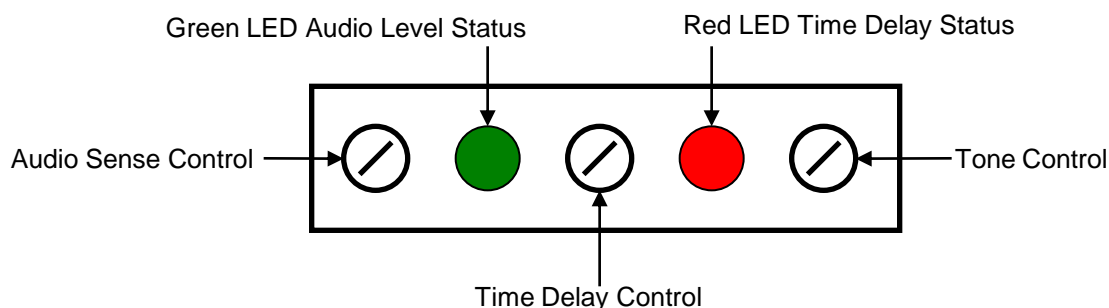 Green LED Audio Level Status
Red LED Time Delay Status
Audio Sense Control
Tone Control
Time Delay Control